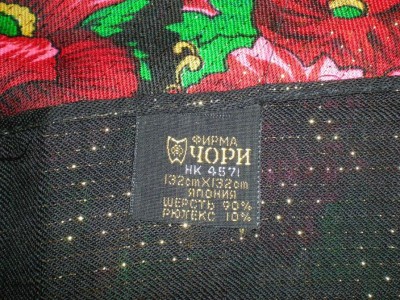 ФИРМА
ЧОРИ
НК 4571
132cm×132cm
ЯПОНИЯ
ШЕРСТЬ 90%
РЮТЕКС 10%